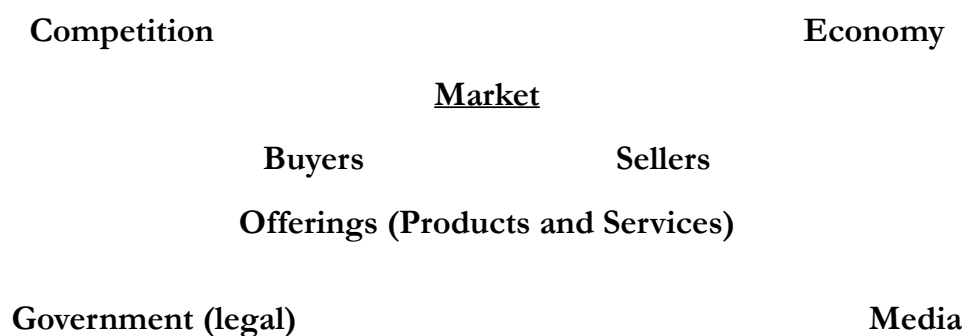 Competition Economy
Market
Buyers Sellers
Offerings (Products and Services)
Government (legal) Media